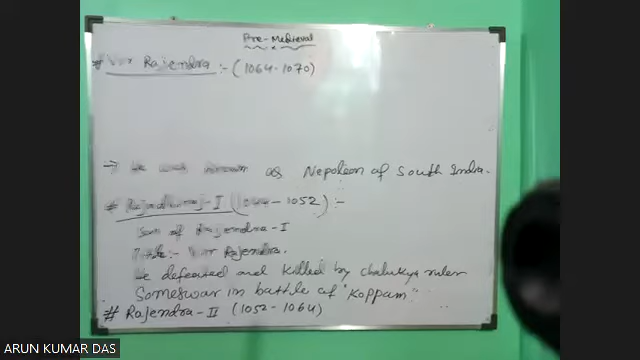 Pre-Medieval
# Vir Rajendra :- (1064-1070)
→ He was known as Nepoleon of South India.
# Rajadhiraj-I (1044-1052) :-
Son of Rajendra-I
Title:- Vir Rajendra.
He defeated and killed by chalukya ruler
Someswar in battle of "Koppam".
# Rajendra-II (1052-1064)
ARUN KUMAR DAS